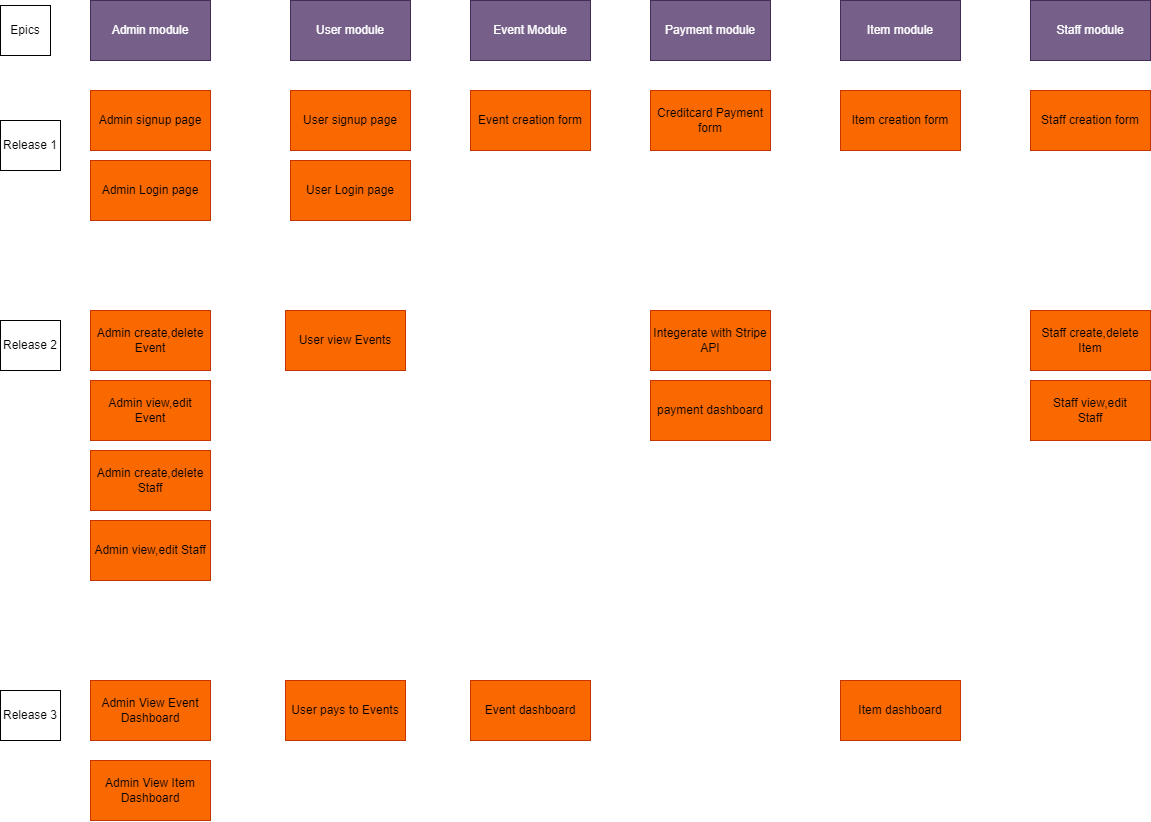 Epics
Admin module
User module
Event Module
Payment module
Item module
Staff module
Release 1
Admin signup page
User signup page
Event creation form
Creditcard Payment
form
Item creation form
Staff creation form
Admin Login page
User Login page
Release 2
Admin create,delete
Event
User view Events
Integerate with Stripe
API
Staff create,delete
Item
Admin view,edit
Event
payment dashboard
Staff view,edit
Staff
Admin create,delete
Staff
Admin view,edit Staff
Release 3
Admin View Event
Dashboard
User pays to Events
Event dashboard
Item dashboard
Admin View Item
Dashboard